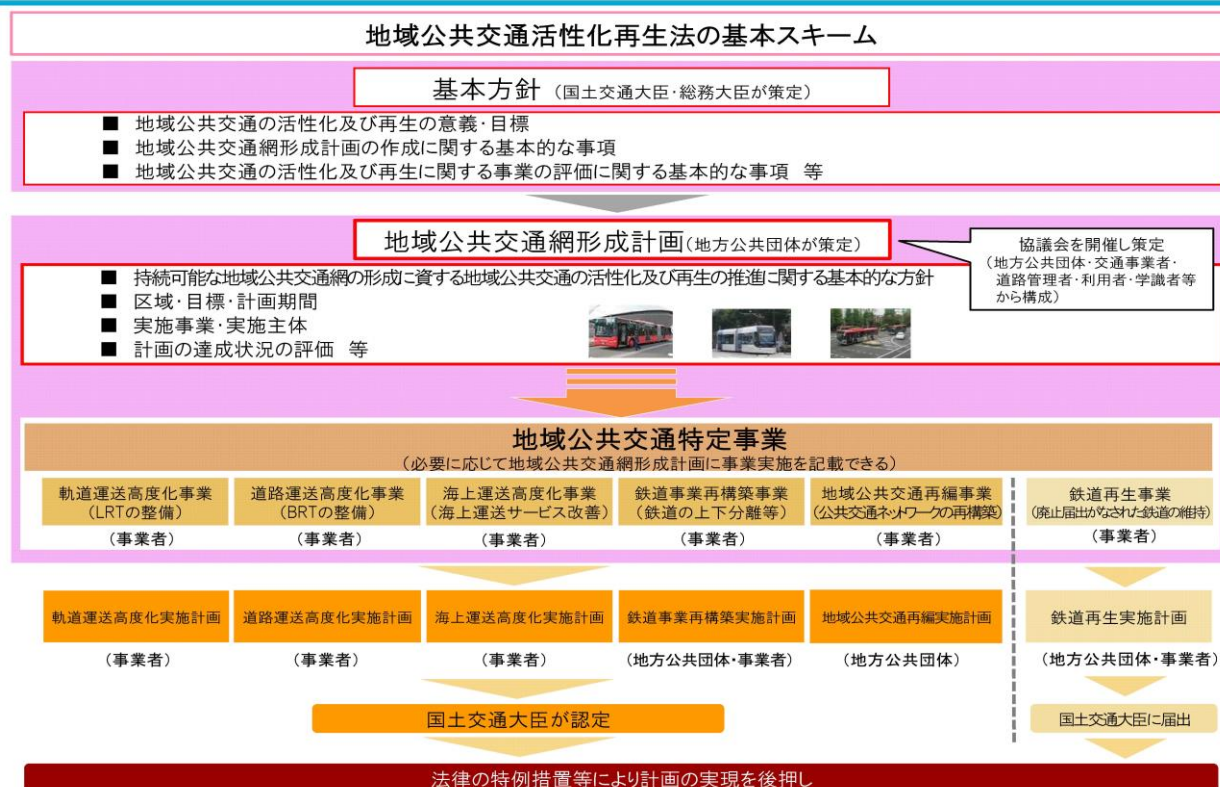 地域公共交通活性化再生法の基本スキーム
基本方針 (国土交通大臣・総務大臣が策定)
■ 地域公共交通の活性化及び再生の意義・目標
■ 地域公共交通網形成計画の作成に関する基本的な事項
■ 地域公共交通の活性化及び再生に関する事業の評価に関する基本的な事項 等
地域公共交通網形成計画(地方公共団体が策定)
協議会を開催し策定
(地方公共団体・交通事業者・
道路管理者・利用者・学識者等
から構成)
■ 持続可能な地域公共交通網の形成に資する地域公共交通の活性化及び再生の推進に関する基本的な方針
■ 区域・目標・計画期間
■ 実施事業・実施主体
■ 計画の達成状況の評価 等
地域公共交通特定事業
(必要に応じて地域公共交通網形成計画に事業実施を記載できる)
軌道運送高度化事業
(LRTの整備)
(事業者)
道路運送高度化事業
(BRTの整備)
(事業者)
海上運送高度化事業
(海上運送サービス改善)
(事業者)
鉄道事業再構築事業
(鉄道の上下分離等)
(事業者)
地域公共交通再編事業
(公共交通ネットワークの再構築)
(事業者)
鉄道再生事業
(廃止届出がなされた鉄道の維持)
(事業者)
軌道運送高度化実施計画
(事業者)
道路運送高度化実施計画
(事業者)
海上運送高度化実施計画
(事業者)
鉄道事業再構築実施計画
(地方公共団体・事業者)
地域公共交通再編実施計画
(地方公共団体)
鉄道再生実施計画
(地方公共団体・事業者)
国土交通大臣が認定
国土交通大臣に届出
法律の特例措置等により計画の実現を後押し